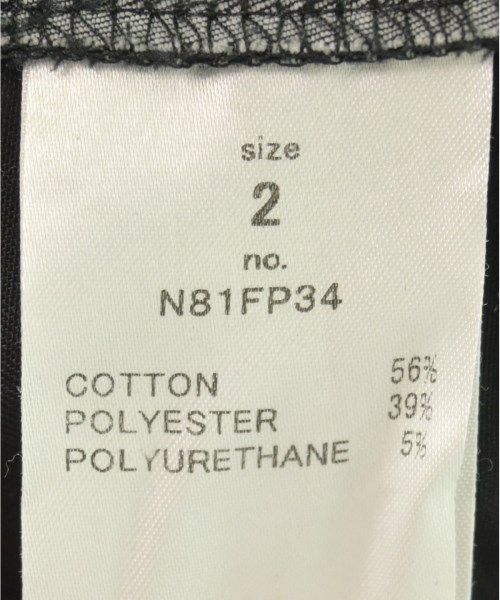 size
2
no.
N81FP34
COTTON 56%
POLYESTER 39%
POLYURETHANE 5%